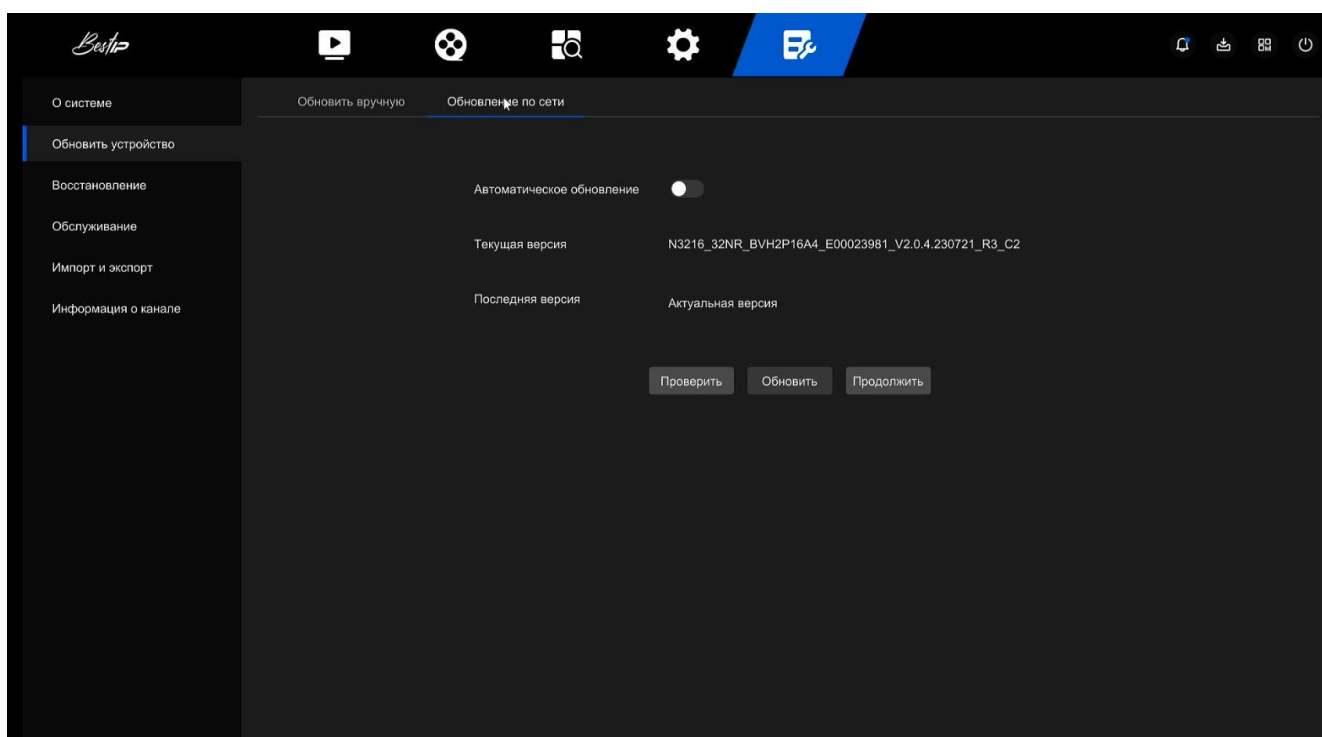 Bestip
О системе
Обновить вручную
Обновление по сети
Обновить устройство
Восстановление
Автоматическое обновление
Обслуживание
Текущая версия
N3216_32NR_BVH2P16A4_E00023981_V2.0.4.230721_R3_C2
Импорт и экспорт
Последняя версия
Актуальная версия
Информация о канале
Проверить
Обновить
Продолжить